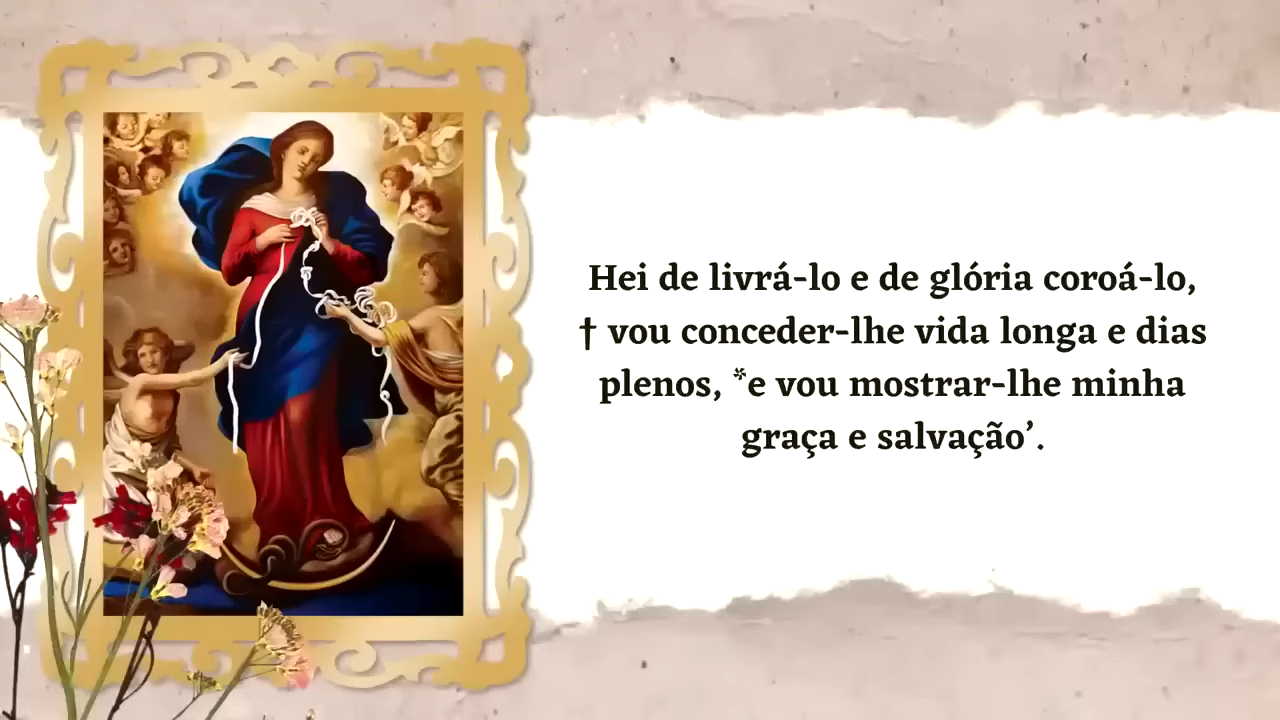 Hei de livrá-lo e de glória coroá-lo,
† vou conceder-lhe vida longa e dias
plenos, *e vou mostrar-lhe minha
graça e salvação’.